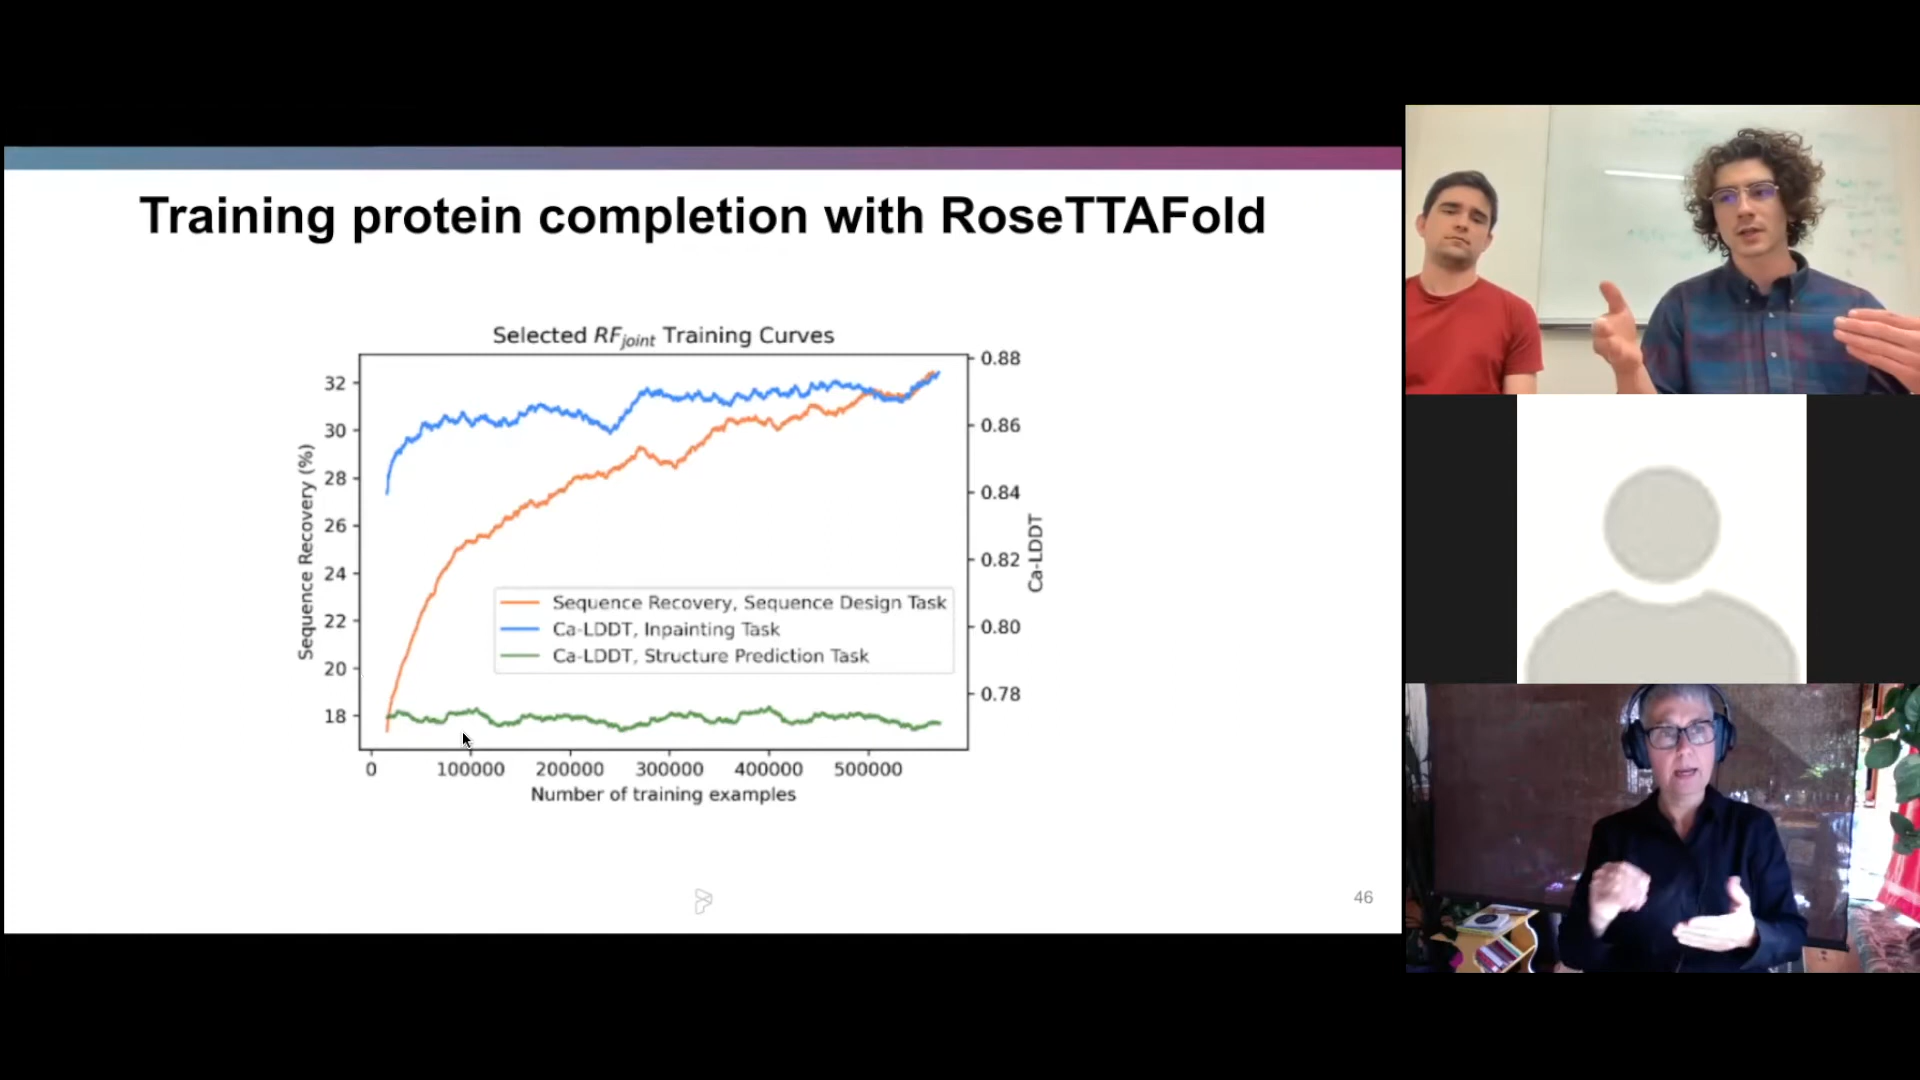 Training protein completion with RoseTTAFold
Selected RFjoint Training Curves
32
30
28
26
24
22
20
18
Sequence Recovery (%)
0.88
0.86
0.84
0.82
0.80
0.78
Ca-LDDT
Sequence Recovery, Sequence Design Task
Ca-LDDT, Inpainting Task
Ca-LDDT, Structure Prediction Task
0 100000 200000 300000 400000 500000
Number of training examples
46